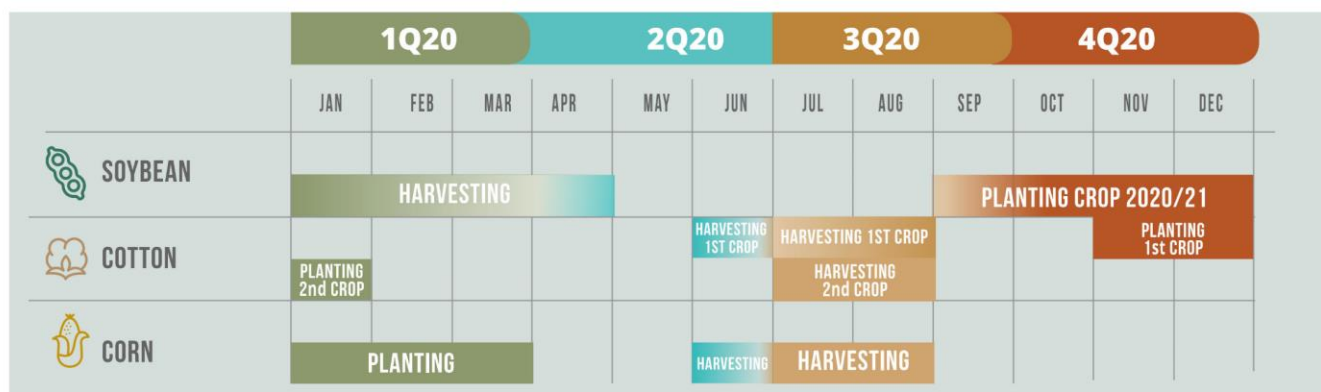 1Q20 2Q20 3Q20 4Q20
JAN FEB MAR APR MAY JUN JUL AUG SEP OCT NOV DEC
SOYBEAN
HARVESTING
PLANTING CROP 2020/21
COTTON
HARVESTING
1ST CROP
HARVESTING 1ST CROP
PLANTING
1st CROP
PLANTING
2nd CROP
HARVESTING
2nd CROP
CORN
PLANTING
HARVESTING
HARVESTING